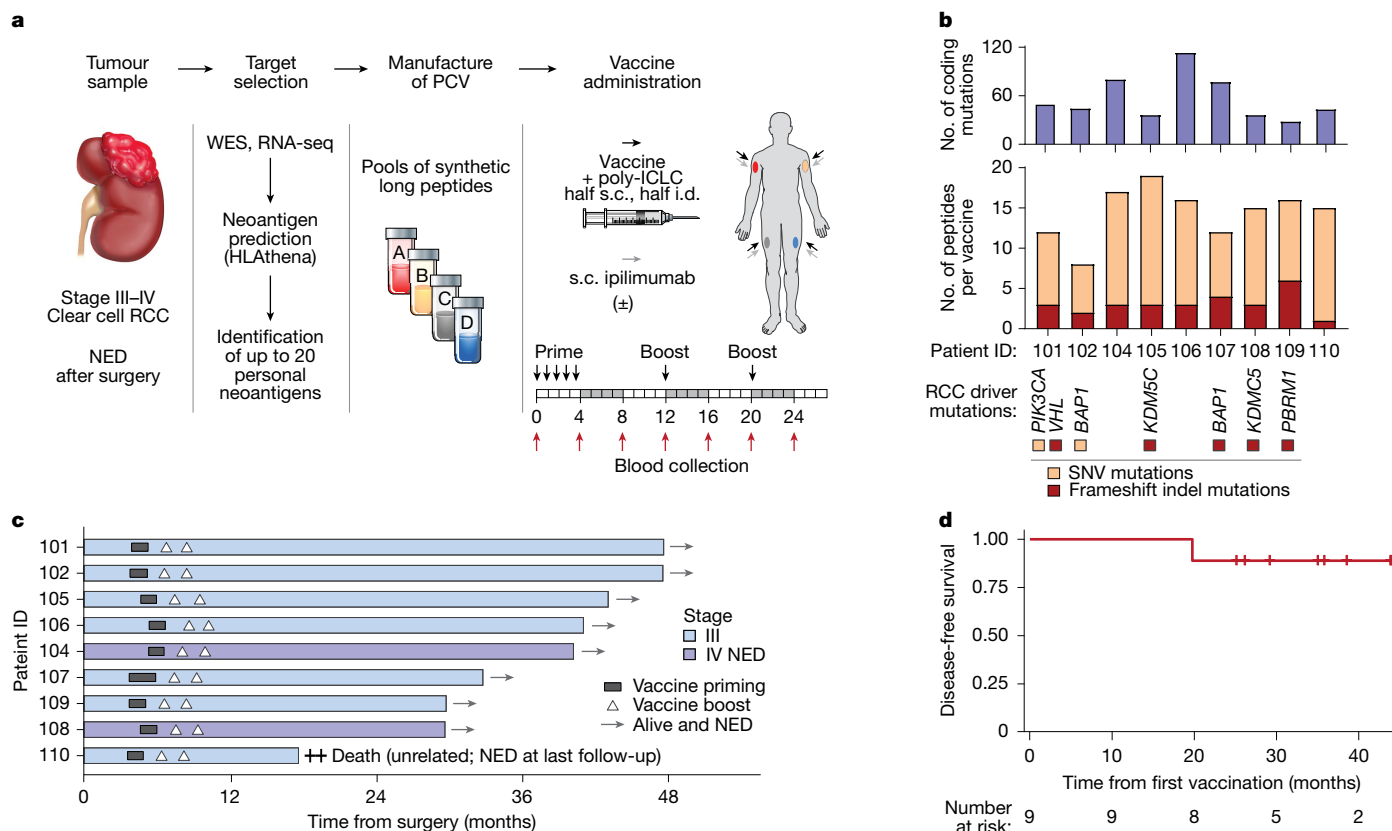 a
Tumour
sample
Target
selection
Manufacture
of PCV
Vaccine
administration
WES, RNA-seq
Neoantigen
prediction
(HLAthena)
Identification
of up to 20
personal
neoantigens
Stage III–IV
Clear cell RCC
NED
after surgery
Pools of synthetic
long peptides
A
B
C
D
Vaccine
+ poly-ICLC
half s.c., half i.d.
s.c. ipilimumab
(±)
Prime
Boost
Boost
0 4 8 12 16 20 24
Blood collection
b
No. of coding
mutations
120
60
0
No. of peptides
per vaccine
20
15
10
5
0
Patient ID: 101 102 104 105 106 107 108 109 110
RCC driver
mutations:
PIK3CA
VHL
BAP1
KDM5C
BAP1
KDMC5
PBRM1
SNV mutations
Frameshift indel mutations
c
Pateint ID
101
102
105
106
104
107
109
108
110
Stage
III
IV NED
Vaccine priming
Vaccine boost
Alive and NED
Death (unrelated; NED at last follow-up)
0 12 24 36 48
Time from surgery (months)
d
Disease-free survival
1.00
0.75
0.50
0.25
0
0 10 20 30 40
Time from first vaccination (months)
Number
at risk:
9 9 8 5 2